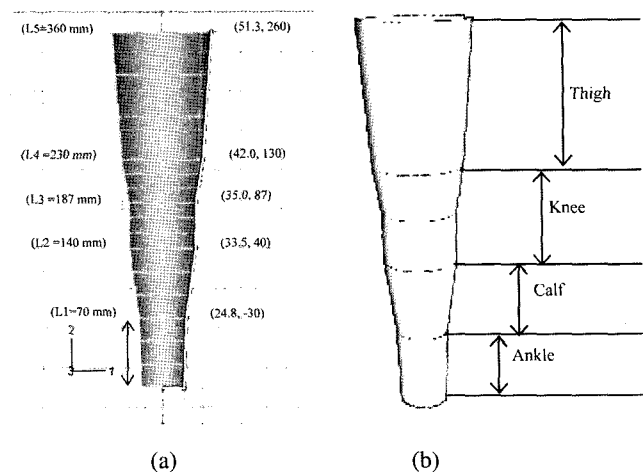 (L5=360 mm)
(51.3, 260)
Thigh
(L4 =230 mm)
(42.0, 130)
(L3 =187 mm)
(35.0, 87)
Knee
(L2 =140 mm)
(33.5, 40)
Calf
(L1=70 mm)
(24.8, -30)
2
3
1
Ankle
(a)
(b)